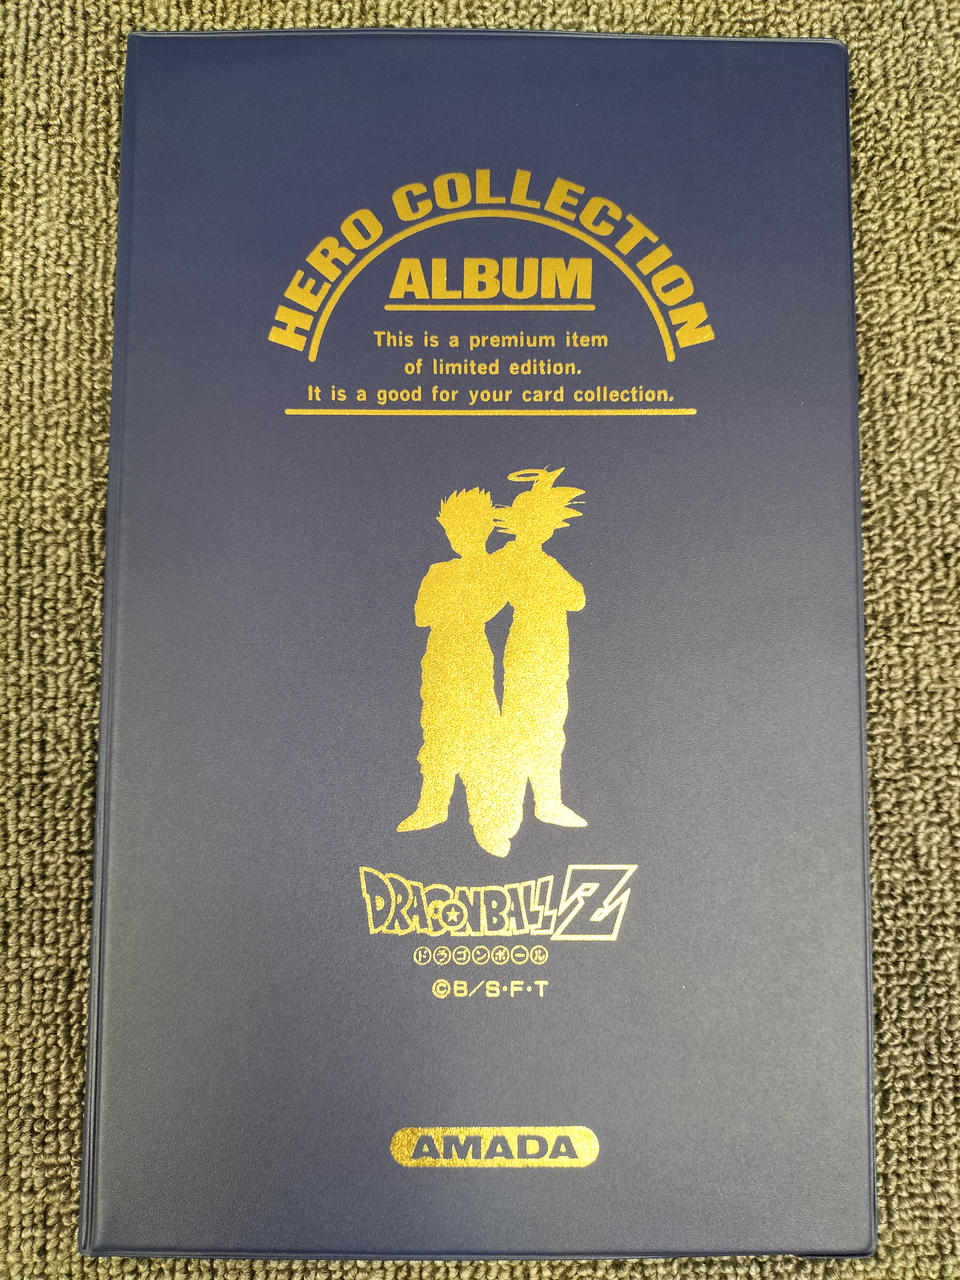 HERO COLLECTION
ALBUM
This is a premium item
of limited edition.
It is a good for your card collection.
DRAGONBALL Z
ドラゴンボール
©B/S·F·T
AMADA